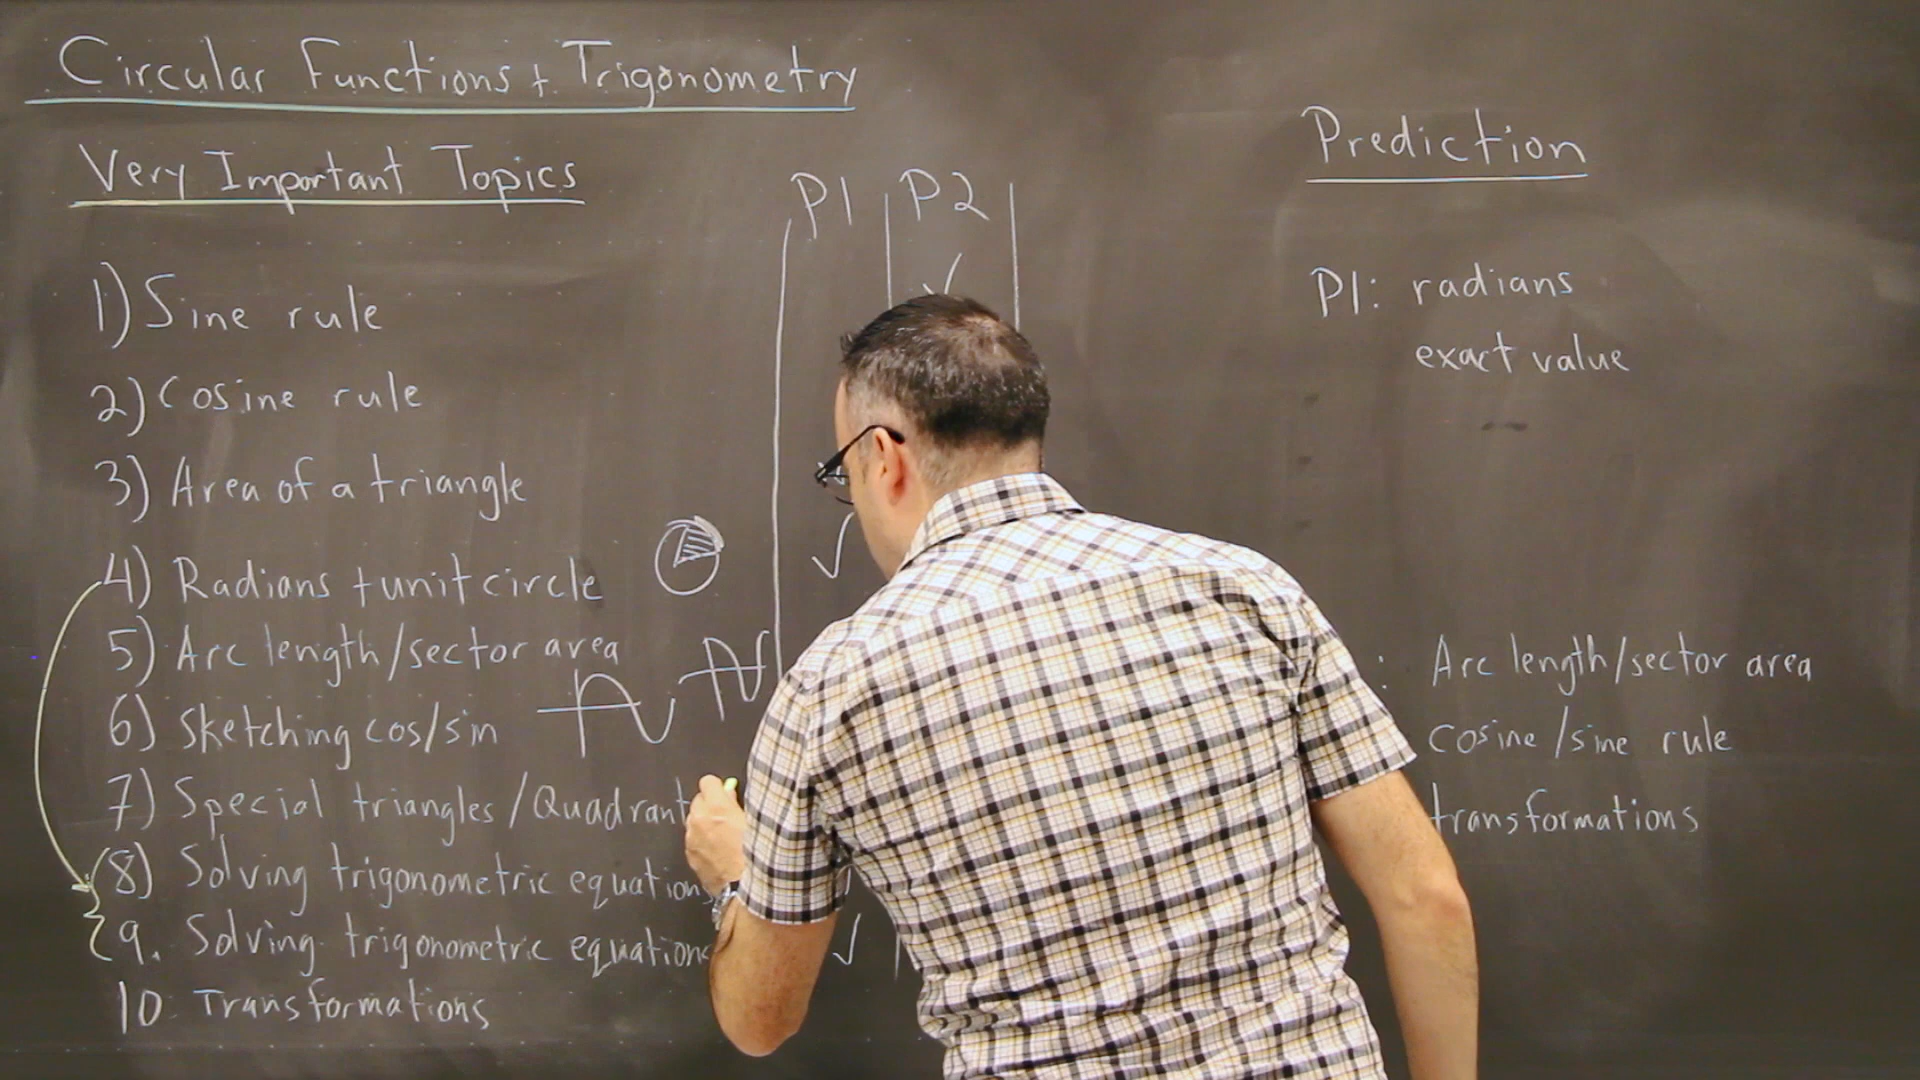 Circular Functions + Trigonometry
Very Important Topics
P1 P2
1) Sine rule
2) Cosine rule
3) Area of a triangle
4) Radians + unit circle
5) Arc length/sector area
6) Sketching cos/sin
7) Special triangles/Quadrant
8) Solving trigonometric equations
9. Solving trigonometric equations
10. Transformations
Prediction
P1: radians
exact value
: Arc length/sector area
cosine/sine rule
transformations